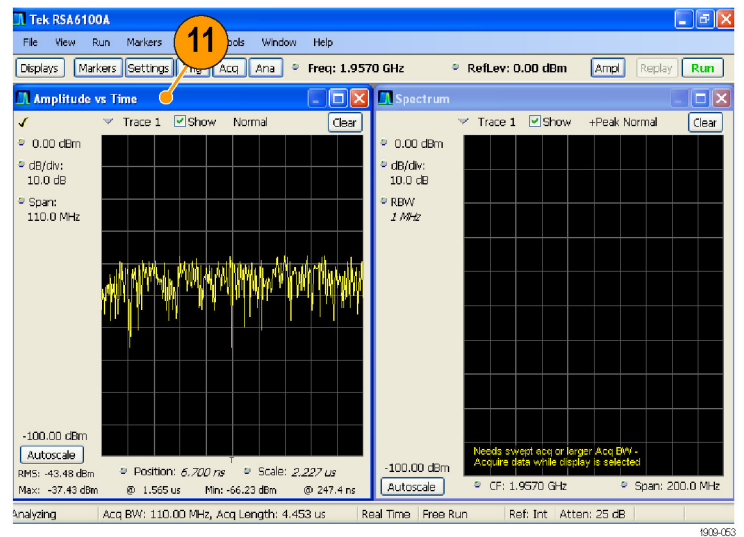 Tek RSA6100A
File View Run Markers ools Window Help
11
Displays Markers Settings Acq Ana Freq: 1.9570 GHz RefLev: 0.00 dBm Ampl Replay Run
Amplitude vs Time
Trace 1 Show Normal Clear
0.00 dBm
dB/div:
10.0 dB
Span:
110.0 MHz
-100.00 dBm
Autoscale
Position: 6.700 ns Scale: 2.227 us
RMS: -43.48 dBm
Max: -37.43 dBm @ 1.565 us Min: -66.23 dBm @ 247.4 ns
Spectrum
Trace 1 Show +Peak Normal Clear
0.00 dBm
dB/div:
10.0 dB
RBW
1 MHz
Needs swept acq or larger Acq BW -
Acquire data while display is selected
-100.00 dBm
Autoscale CF: 1.9570 GHz Span: 200.0 MHz
Analyzing Acq BW: 110.00 MHz, Acq Length: 4.453 us Real Time Free Run Ref: Int Atten: 25 dB
1909-053